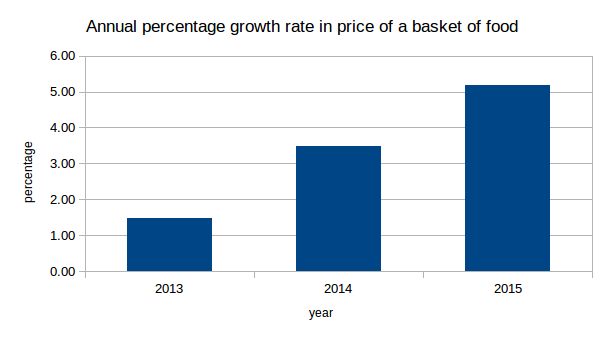 Annual percentage growth rate in price of a basket of food
6.00
5.00
4.00
3.00
2.00
1.00
0.00
percentage
2013 2014 2015
year